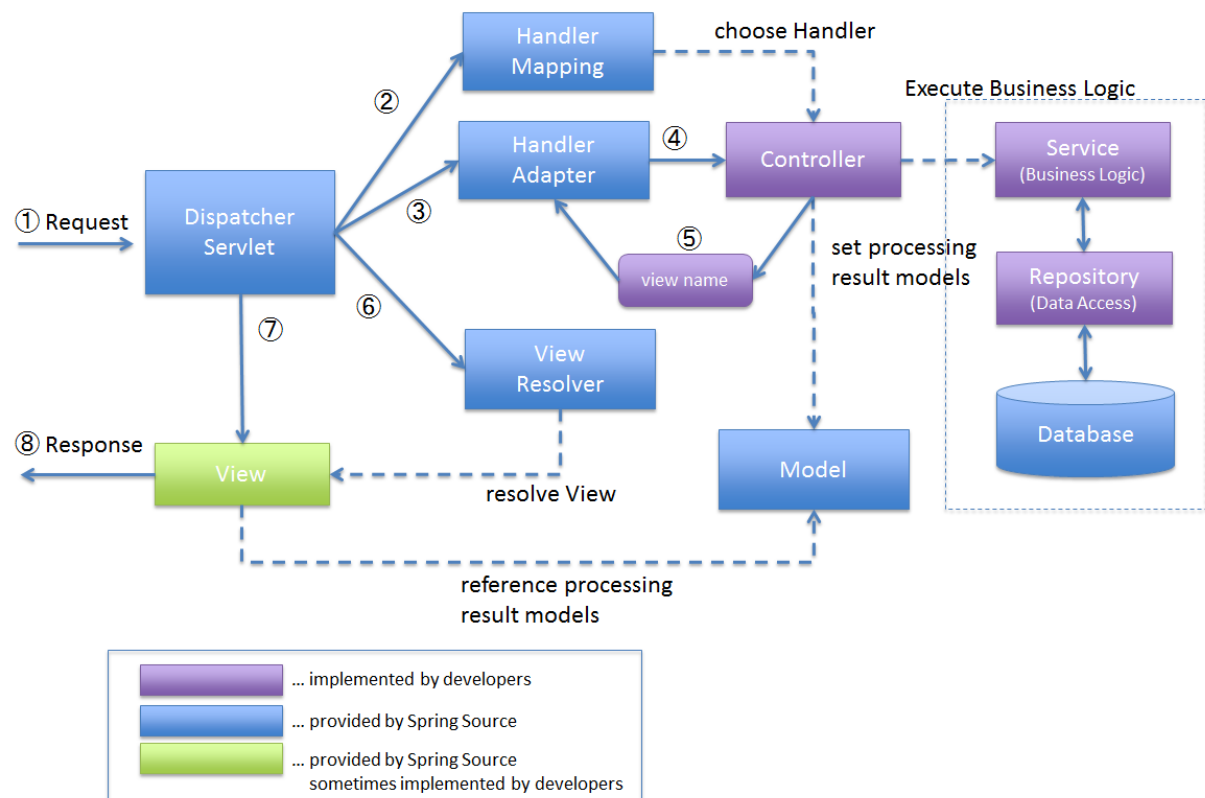 Handler
Mapping
choose Handler
②
Execute Business Logic
Handler
Adapter
④
Controller
Service
(Business Logic)
① Request
Dispatcher
Servlet
③
⑤
view name
set processing
result models
Repository
(Data Access)
⑥
⑦
View
Resolver
Database
⑧ Response
View
resolve View
Model
reference processing
result models
... implemented by developers
... provided by Spring Source
... provided by Spring Source
sometimes implemented by developers